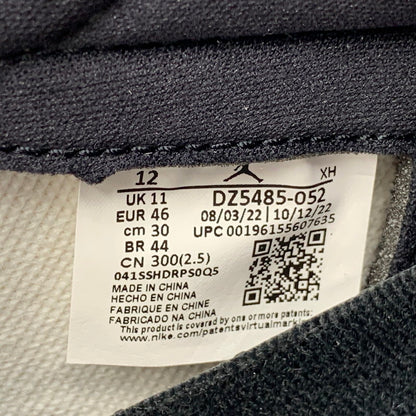 12 XH
UK 11 DZ5485-052
EUR 46 08/03/22 | 10/12/22
cm 30 UPC 00196155607635
BR 44
CN 300(2.5)
041SSHDRPS0Q5
MADE IN CHINA
HECHO EN CHINA
FABRIQUE EN CHINE
FABRICADO NA CHINA
This product is covered by one or more patents:
www.nike.com/patentsvirtualmarki